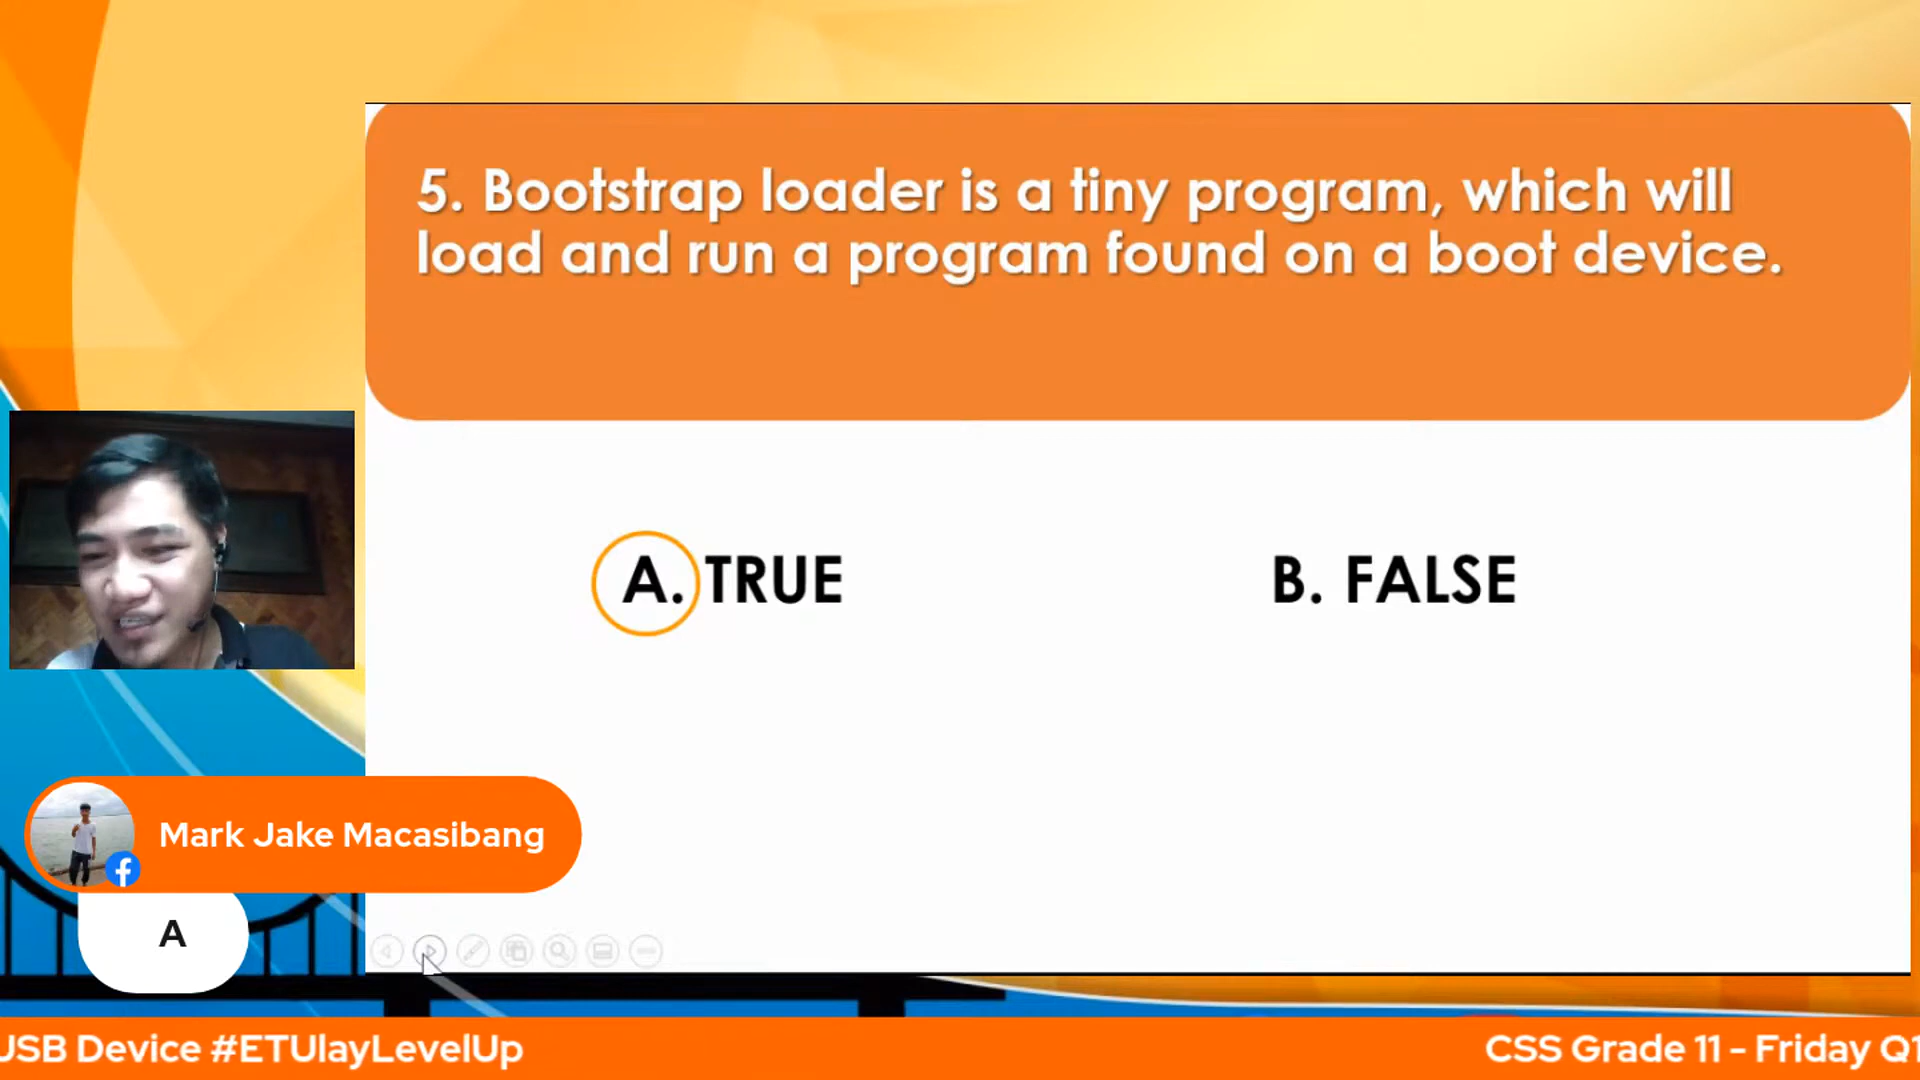 5. Bootstrap loader is a tiny program, which will
load and run a program found on a boot device.
A. TRUE
B. FALSE
Mark Jake Macasibang
A
USB Device #ETUlayLevelUp
CSS Grade 11 - Friday Q1